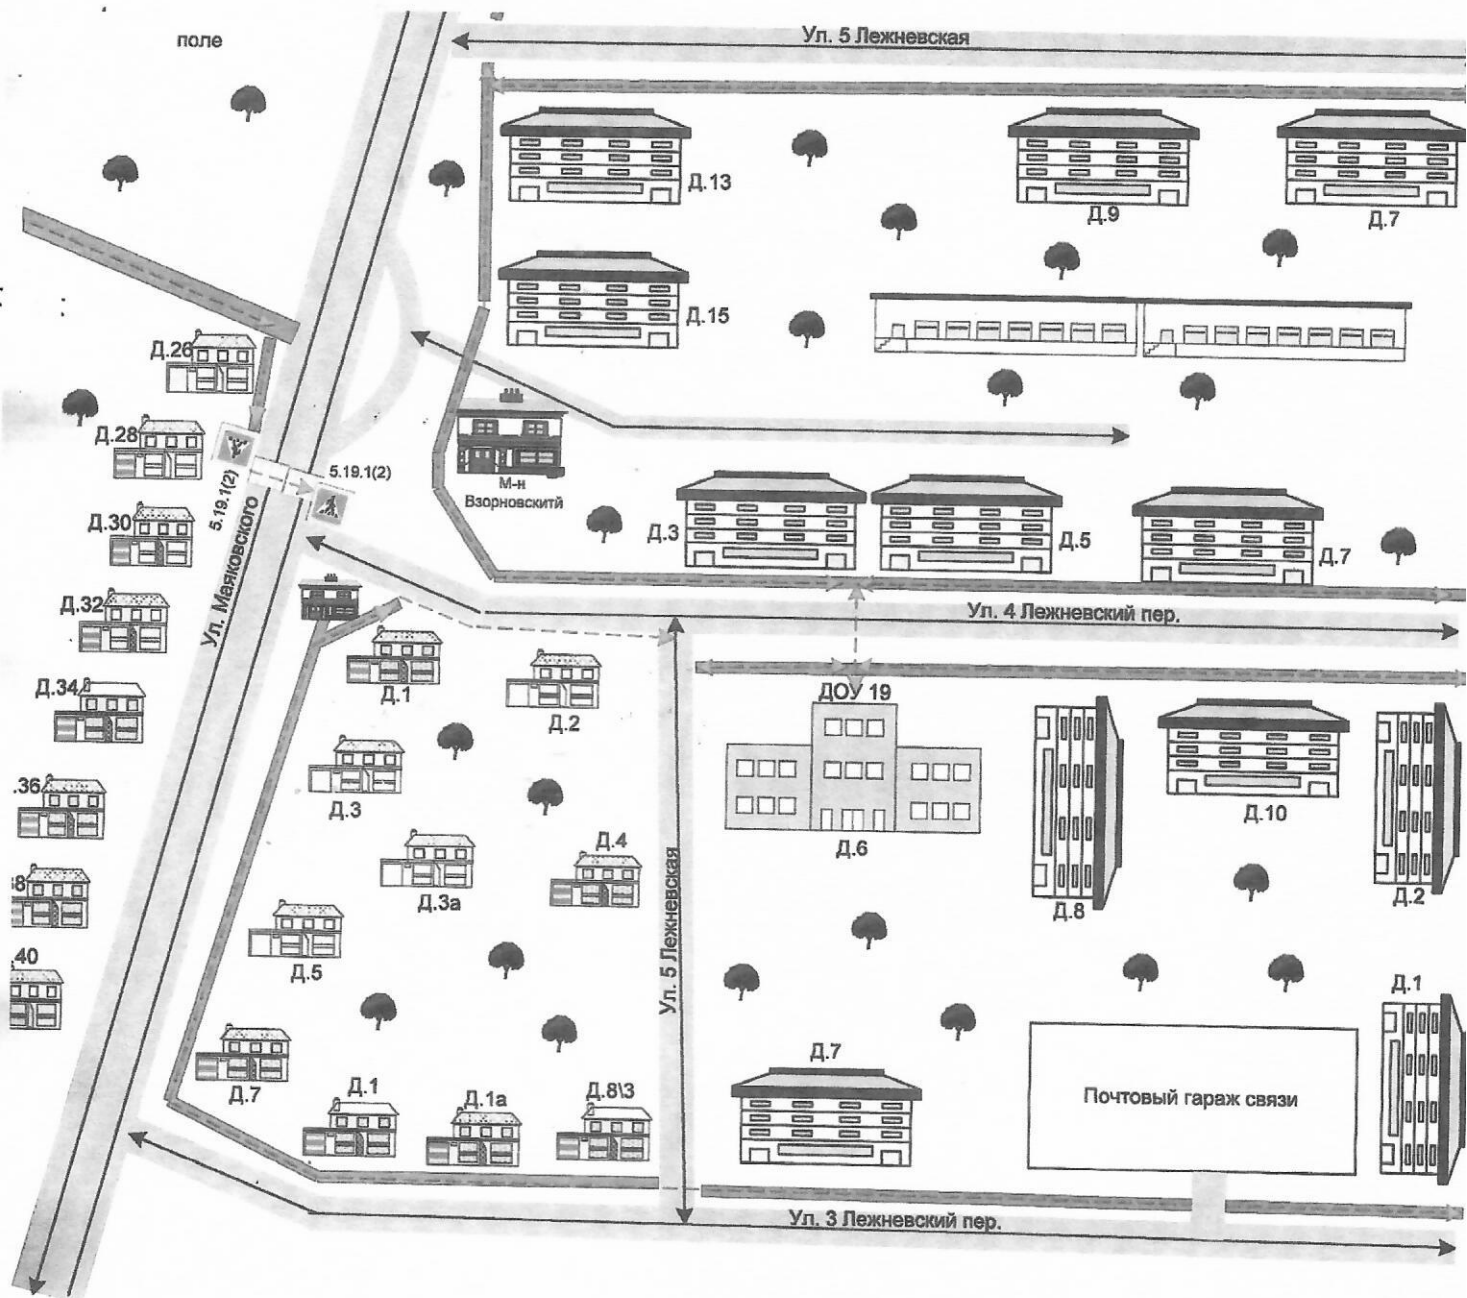 поле
Ул. 5 Лежневская
Д.13
Д.9
Д.7
Д.15
Д.26
Д.28
5.19.1(2)
5.19.1(2)
М-н
Взорновскитй
Д.30
Ул. Маяковского
Д.3
Д.5
Д.7
Д.32
Ул. 4 Лежневский пер.
Д.34
Д.1
Д.2
ДОУ 19
Д.3
.36
Д.10
Д.6
Д.4
Д.3а
Д.8
Д.2
.40
Д.5
Ул. 5 Лежневская
Д.1
Д.7
Д.1
Д.1а
Д.8\3
Д.7
Почтовый гараж связи
Ул. 3 Лежневский пер.